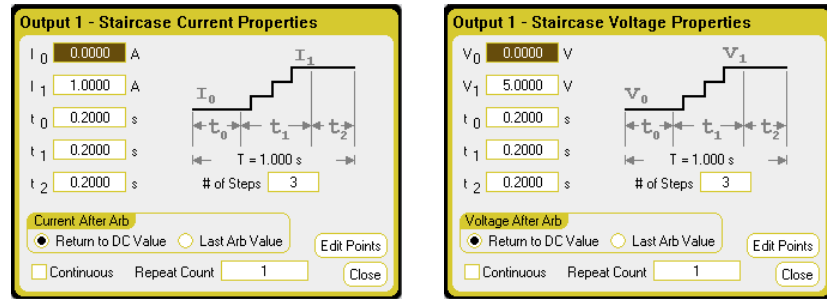 Output 1 - Staircase Current Properties
I 0 0.0000 A
I 1 1.0000 A
t 0 0.2000 s
t 1 0.2000 s
t 2 0.2000 s
I0
I1
t0 t1 t2
T = 1.000 s
# of Steps 3
Current After Arb
Return to DC Value Last Arb Value
Edit Points
Continuous Repeat Count 1
Close
Output 1 - Staircase Voltage Properties
V0 0.0000 V
V1 5.0000 V
t 0 0.2000 s
t 1 0.2000 s
t 2 0.2000 s
V0
V1
t0 t1 t2
T = 1.000 s
# of Steps 3
Voltage After Arb
Return to DC Value Last Arb Value
Edit Points
Continuous Repeat Count 1
Close